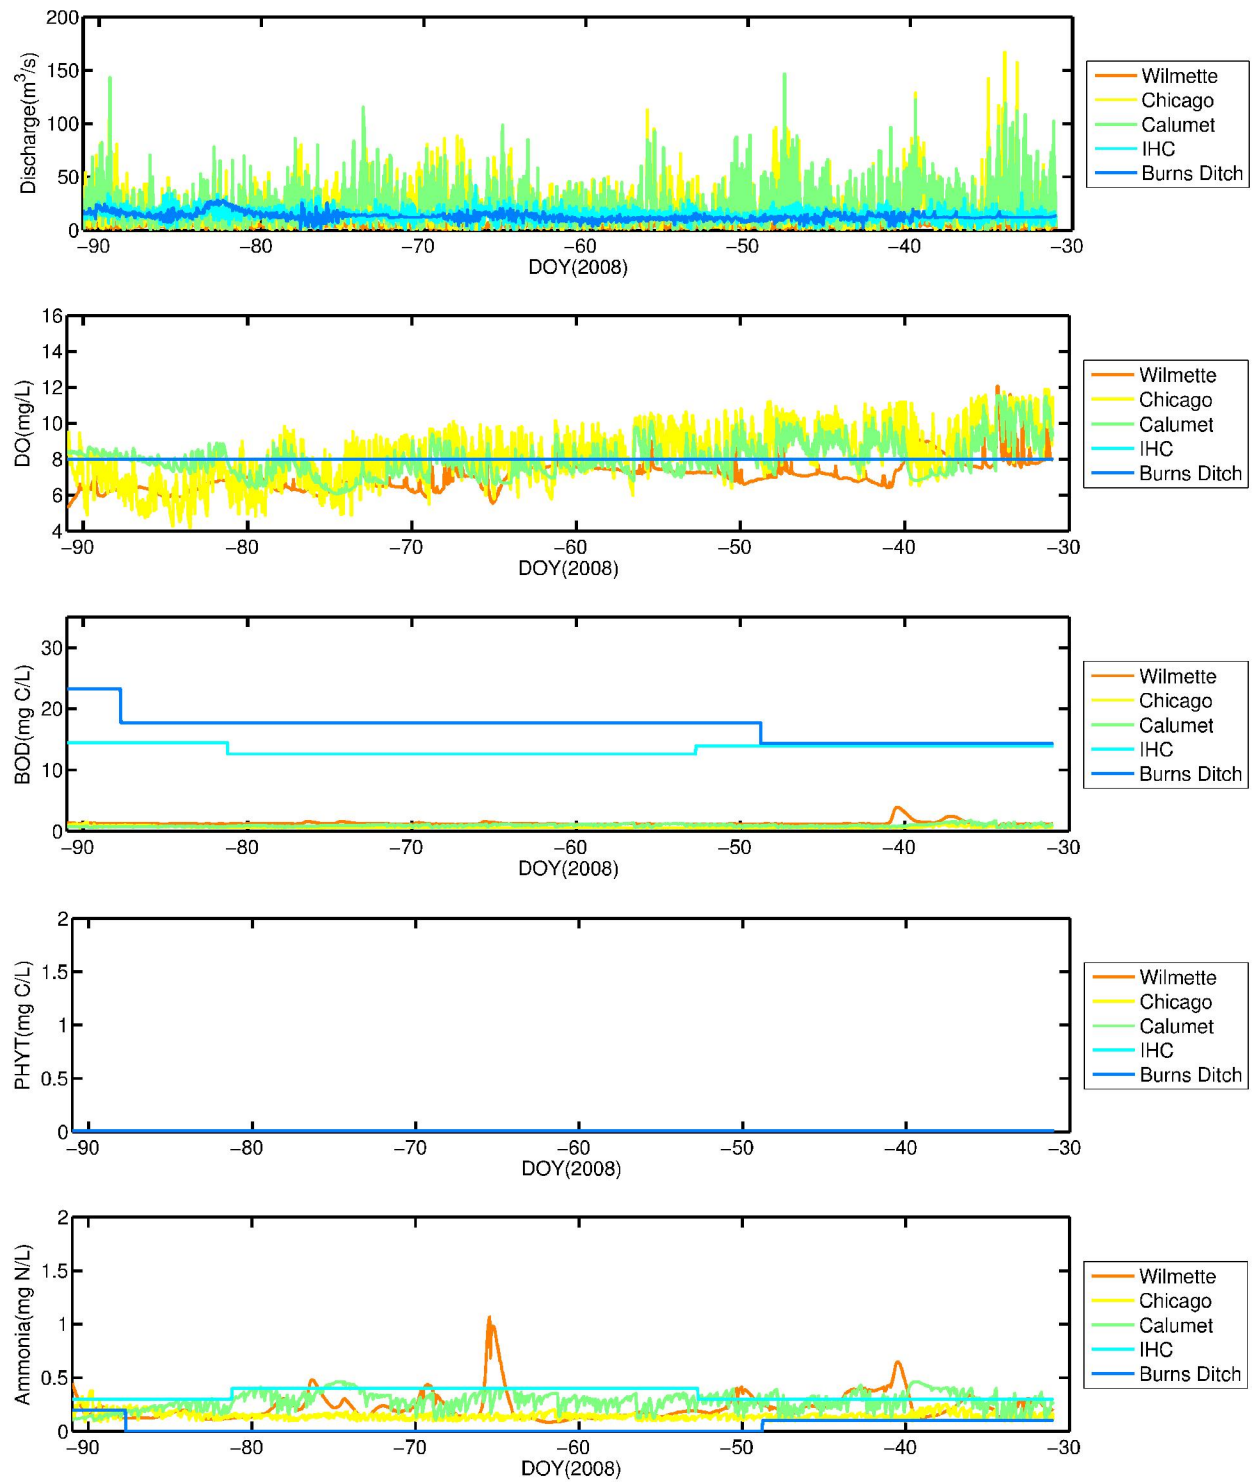 200
150
100
50
0
Discharge(m³/s)
−90 −80 −70 −60 −50 −40 −30
DOY(2008)
Wilmette
Chicago
Calumet
IHC
Burns Ditch
16
14
12
10
8
6
4
DO(mg/L)
−90 −80 −70 −60 −50 −40 −30
DOY(2008)
Wilmette
Chicago
Calumet
IHC
Burns Ditch
30
20
10
0
BOD(mg C/L)
−90 −80 −70 −60 −50 −40 −30
DOY(2008)
Wilmette
Chicago
Calumet
IHC
Burns Ditch
2
1.5
1
0.5
0
PHYT(mg C/L)
−90 −80 −70 −60 −50 −40 −30
DOY(2008)
Wilmette
Chicago
Calumet
IHC
Burns Ditch
2
1.5
1
0.5
0
Ammonia(mg N/L)
−90 −80 −70 −60 −50 −40 −30
DOY(2008)
Wilmette
Chicago
Calumet
IHC
Burns Ditch